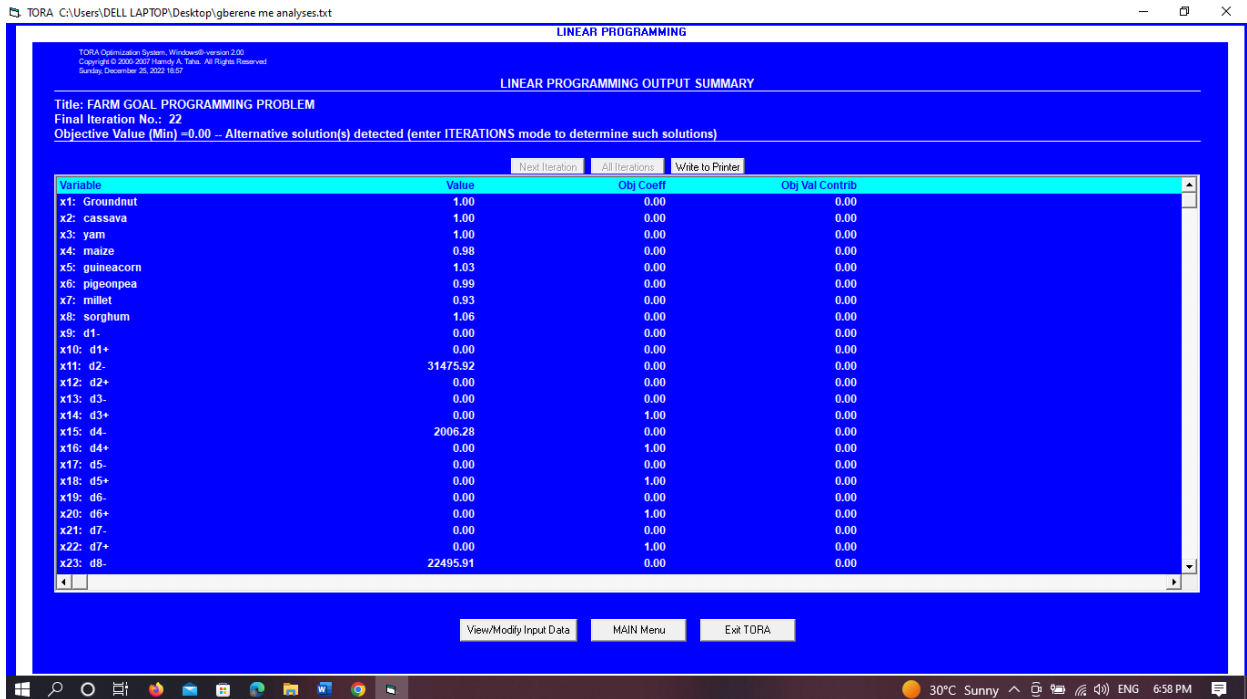 TORA C:\Users\DELL LAPTOP\Desktop\gberene me analyses.txt
LINEAR PROGRAMMING
TORA Optimization System, Windows®-version 2.00
Copyright © 2000-2007 Hamdy A. Taha. All Rights Reserved
Sunday, December 25, 2022 18:57
LINEAR PROGRAMMING OUTPUT SUMMARY
Title: FARM GOAL PROGRAMMING PROBLEM
Final Iteration No.: 22
Objective Value (Min) =0.00 -- Alternative solution(s) detected (enter ITERATIONS mode to determine such solutions)
Next Iteration All Iterations Write to Printer
Variable Value Obj Coeff Obj Val Contrib
x1: Groundnut 1.00 0.00 0.00
x2: cassava 1.00 0.00 0.00
x3: yam 1.00 0.00 0.00
x4: maize 0.98 0.00 0.00
x5: guineacorn 1.03 0.00 0.00
x6: pigeonpea 0.99 0.00 0.00
x7: millet 0.93 0.00 0.00
x8: sorghum 1.06 0.00 0.00
x9: d1- 0.00 0.00 0.00
x10: d1+ 0.00 0.00 0.00
x11: d2- 31475.92 0.00 0.00
x12: d2+ 0.00 0.00 0.00
x13: d3- 0.00 0.00 0.00
x14: d3+ 0.00 1.00 0.00
x15: d4- 2006.28 0.00 0.00
x16: d4+ 0.00 1.00 0.00
x17: d5- 0.00 0.00 0.00
x18: d5+ 0.00 1.00 0.00
x19: d6- 0.00 0.00 0.00
x20: d6+ 0.00 1.00 0.00
x21: d7- 0.00 0.00 0.00
x22: d7+ 0.00 1.00 0.00
x23: d8- 22495.91 0.00 0.00
View/Modify Input Data MAIN Menu Exit TORA
30°C Sunny ENG 6:58 PM